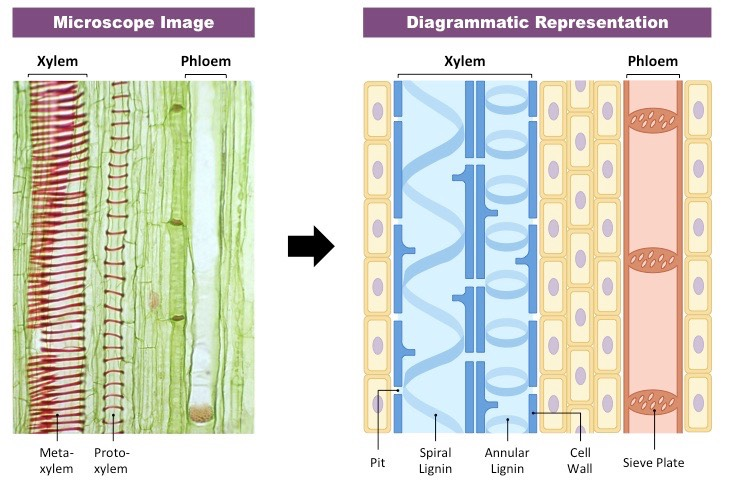 Microscope Image
Diagrammatic Representation
Xylem
Phloem
Xylem
Phloem
Meta-
xylem
Proto-
xylem
Pit
Spiral
Lignin
Annular
Lignin
Cell
Wall
Sieve Plate